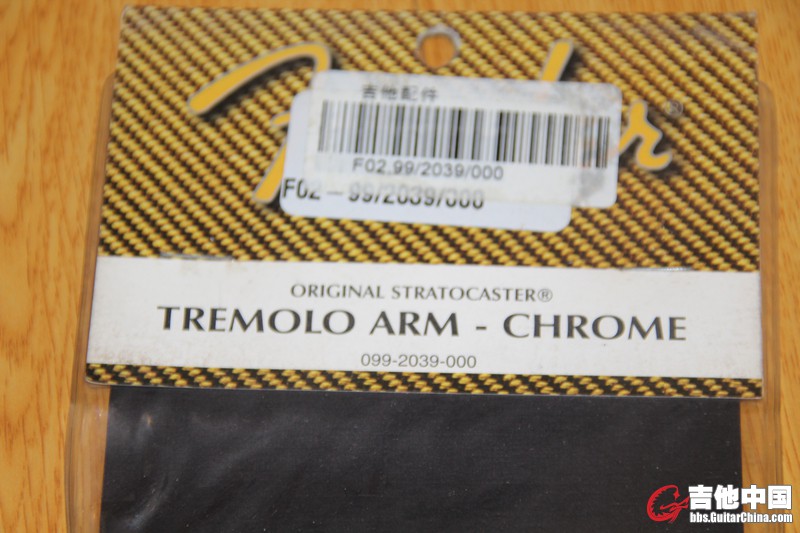 Fender®
吉他配件
F02.99/2039/000
F02-99/2039/000
ORIGINAL STRATOCASTER®
TREMOLO ARM - CHROME
099-2039-000
吉他中国
bbs.GuitarChina.com